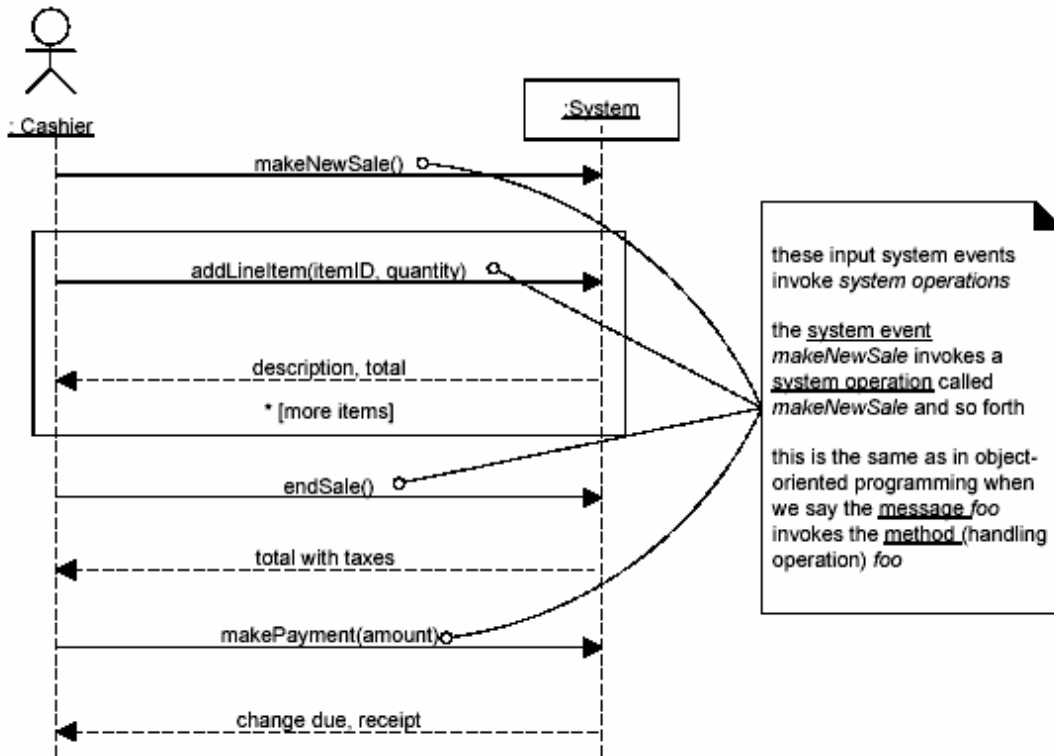 : Cashier
:System
makeNewSale()
addLineItem(itemID, quantity)
description, total
* [more items]
endSale()
total with taxes
makePayment(amount)
change due, receipt
these input system events
invoke system operations
the system event
makeNewSale invokes a
system operation called
makeNewSale and so forth
this is the same as in object-
oriented programming when
we say the message foo
invokes the method (handling
operation) foo